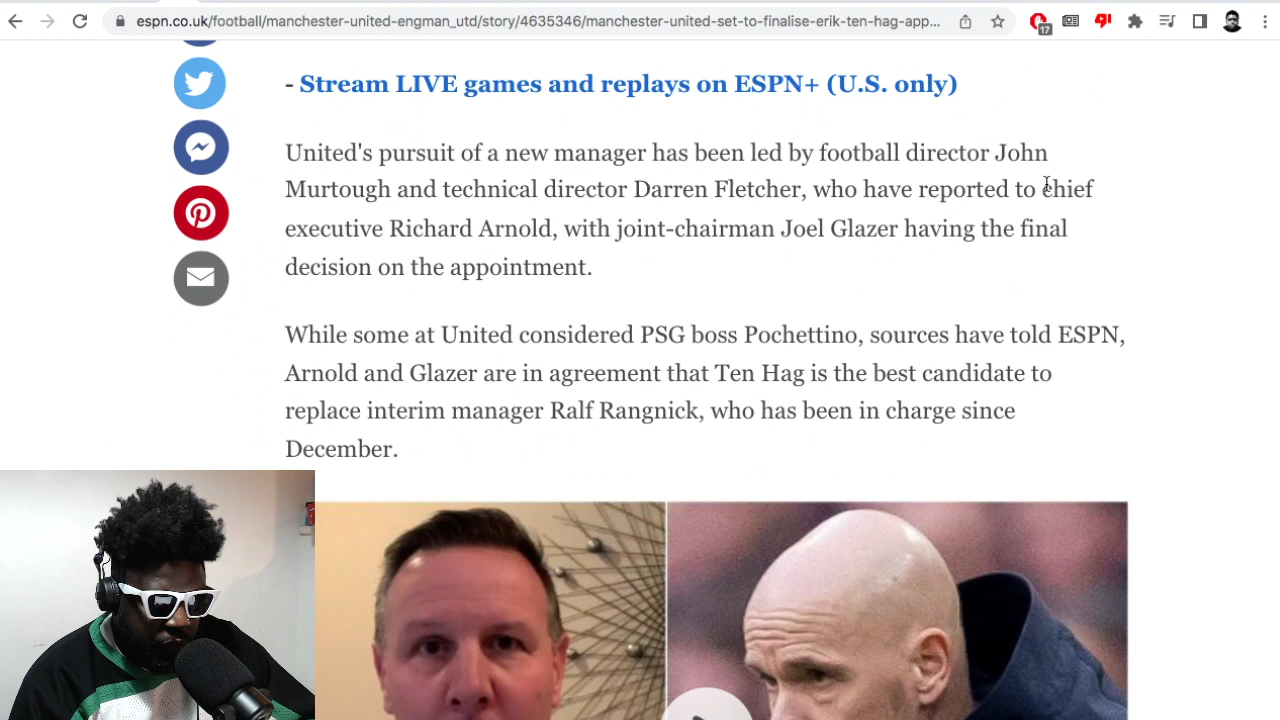 espn.co.uk/football/manchester-united-engman_utd/story/4635346/manchester-united-set-to-finalise-erik-ten-hag-app...
17
- Stream LIVE games and replays on ESPN+ (U.S. only)
United's pursuit of a new manager has been led by football director John
Murtough and technical director Darren Fletcher, who have reported to chief
executive Richard Arnold, with joint-chairman Joel Glazer having the final
decision on the appointment.
While some at United considered PSG boss Pochettino, sources have told ESPN,
Arnold and Glazer are in agreement that Ten Hag is the best candidate to
replace interim manager Ralf Rangnick, who has been in charge since
December.